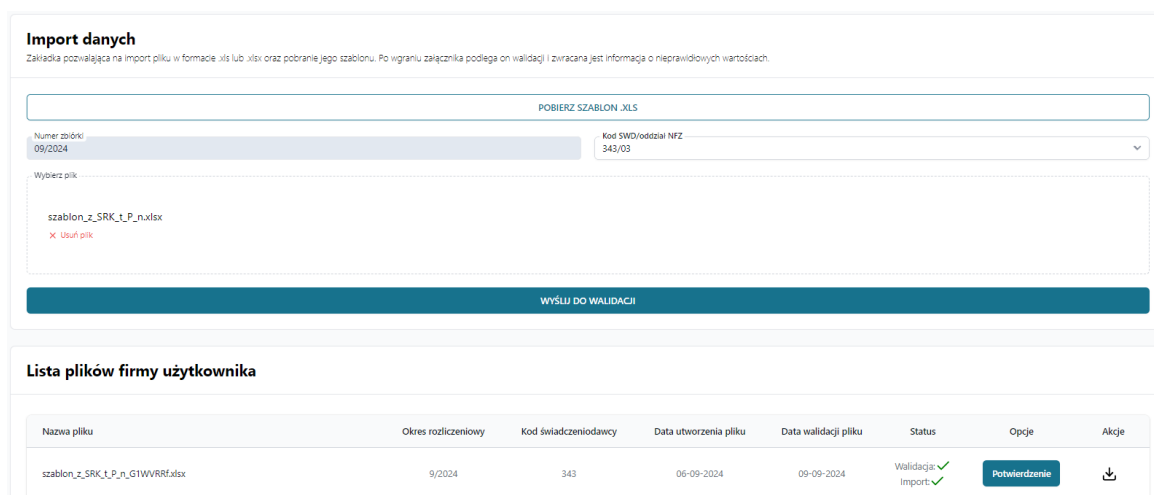 Import danych
Zakładka pozwalająca na import pliku w formacie .xls lub .xlsx oraz pobranie jego szablonu. Po wgraniu załącznika podlega on walidacji i zwracana jest informacja o nieprawidłowych wartościach.
POBIERZ SZABLON .XLS
Numer zbiórki
09/2024
Kod SWD/oddział NFZ
343/03
Wybierz plik
szablon_z_SRK_t_P_n.xlsx
Usuń plik
WYŚLIJ DO WALIDACJI
Lista plików firmy użytkownika
Nazwa pliku Okres rozliczeniowy Kod świadczeniodawcy Data utworzenia pliku Data walidacji pliku Status Opcje Akcje
szablon_z_SRK_t_P_n_G1WVRRf.xlsx 9/2024 343 06-09-2024 09-09-2024 Walidacja: Potwierdzenie
Import: